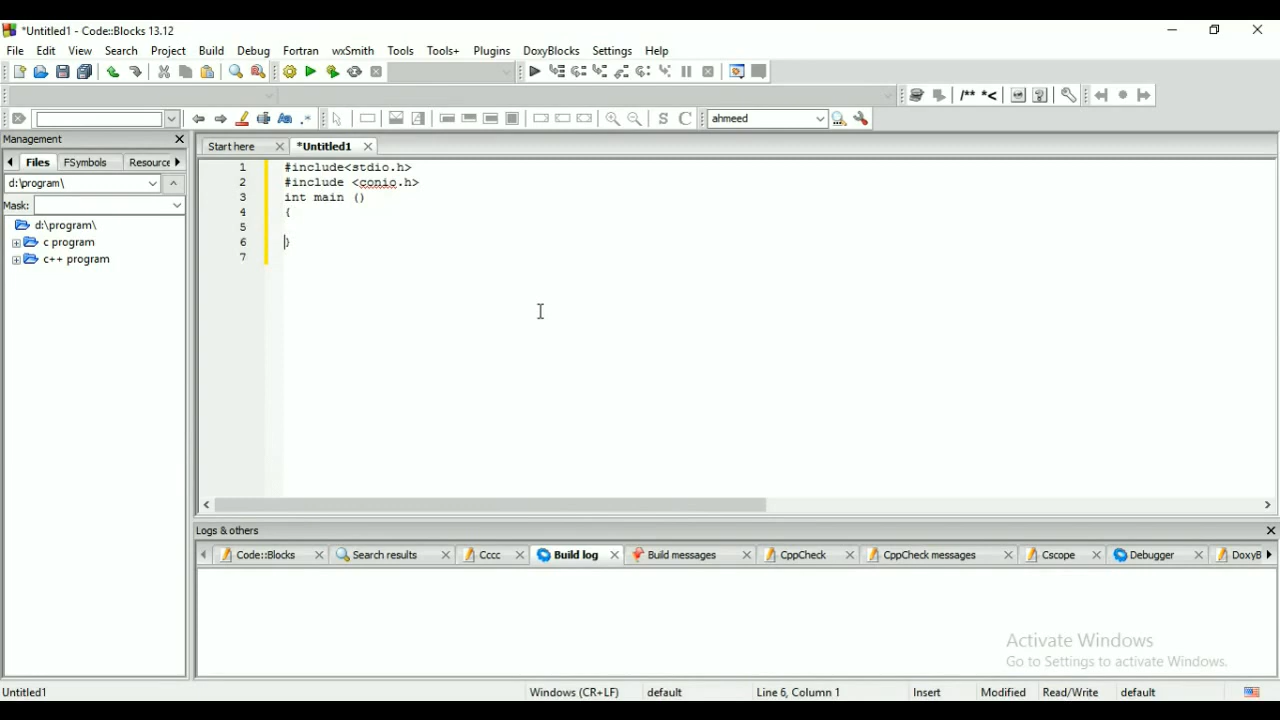 *Untitled1 - Code::Blocks 13.12
File Edit View Search Project Build Debug Fortran wxSmith Tools Tools+ Plugins DoxyBlocks Settings Help
/** *<
S C ahmeed
Management
Files FSymbols Resource
d:\program\
Mask:
d:\program\
c program
c++ program
Start here *Untitled1
1 #include<stdio.h>
2 #include <conio.h>
3 int main ()
4 {
5
6 }
7
Logs & others
Code::Blocks Search results Cccc Build log Build messages CppCheck CppCheck messages Cscope Debugger DoxyB
Activate Windows
Go to Settings to activate Windows.
Untitled1 Windows (CR+LF) default Line 6, Column 1 Insert Modified Read/Write default